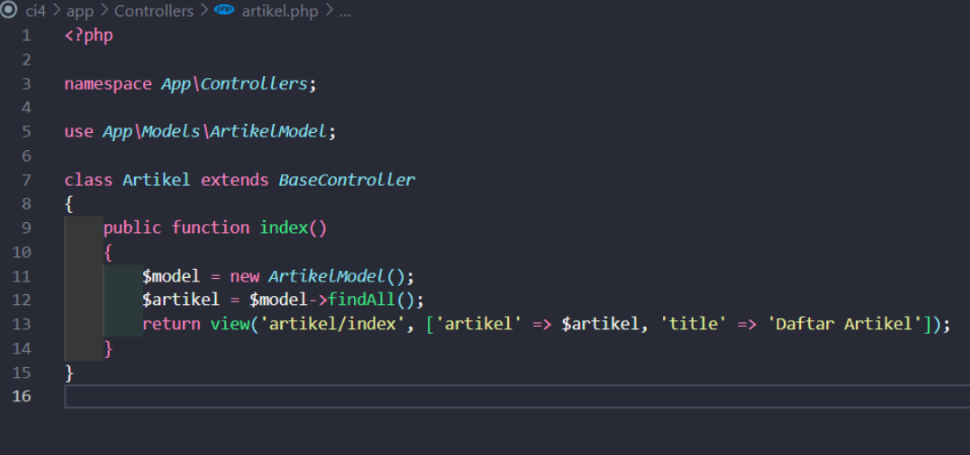 ci4 > app > Controllers > php artikel.php > ...
1 <?php
2
3 namespace App\Controllers;
4
5 use App\Models\ArtikelModel;
6
7 class Artikel extends BaseController
8 {
9 public function index()
10 {
11 $model = new ArtikelModel();
12 $artikel = $model->findAll();
13 return view('artikel/index', ['artikel' => $artikel, 'title' => 'Daftar Artikel']);
14 }
15 }
16